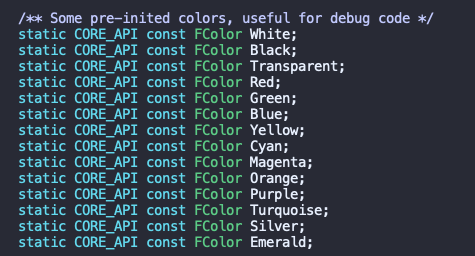 /** Some pre-inited colors, useful for debug code */
static CORE_API const FColor White;
static CORE_API const FColor Black;
static CORE_API const FColor Transparent;
static CORE_API const FColor Red;
static CORE_API const FColor Green;
static CORE_API const FColor Blue;
static CORE_API const FColor Yellow;
static CORE_API const FColor Cyan;
static CORE_API const FColor Magenta;
static CORE_API const FColor Orange;
static CORE_API const FColor Purple;
static CORE_API const FColor Turquoise;
static CORE_API const FColor Silver;
static CORE_API const FColor Emerald;